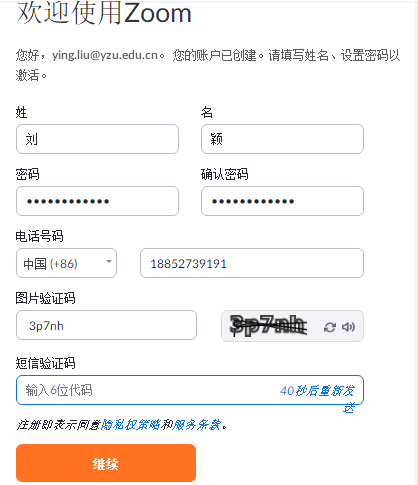 欢迎使用Zoom
您好，ying.liu@yzu.edu.cn。 您的账户已创建。请填写姓名、设置密码以
激活。
姓 名
刘 颖
密码 确认密码
•••••••••••• ••••••••••••
电话号码
中国 (+86) 18852739191
图片验证码
3p7nh 3p7nh
短信验证码
输入6位代码 40秒后重新发
送
注册即表示同意隐私权策略和服务条款。
继续